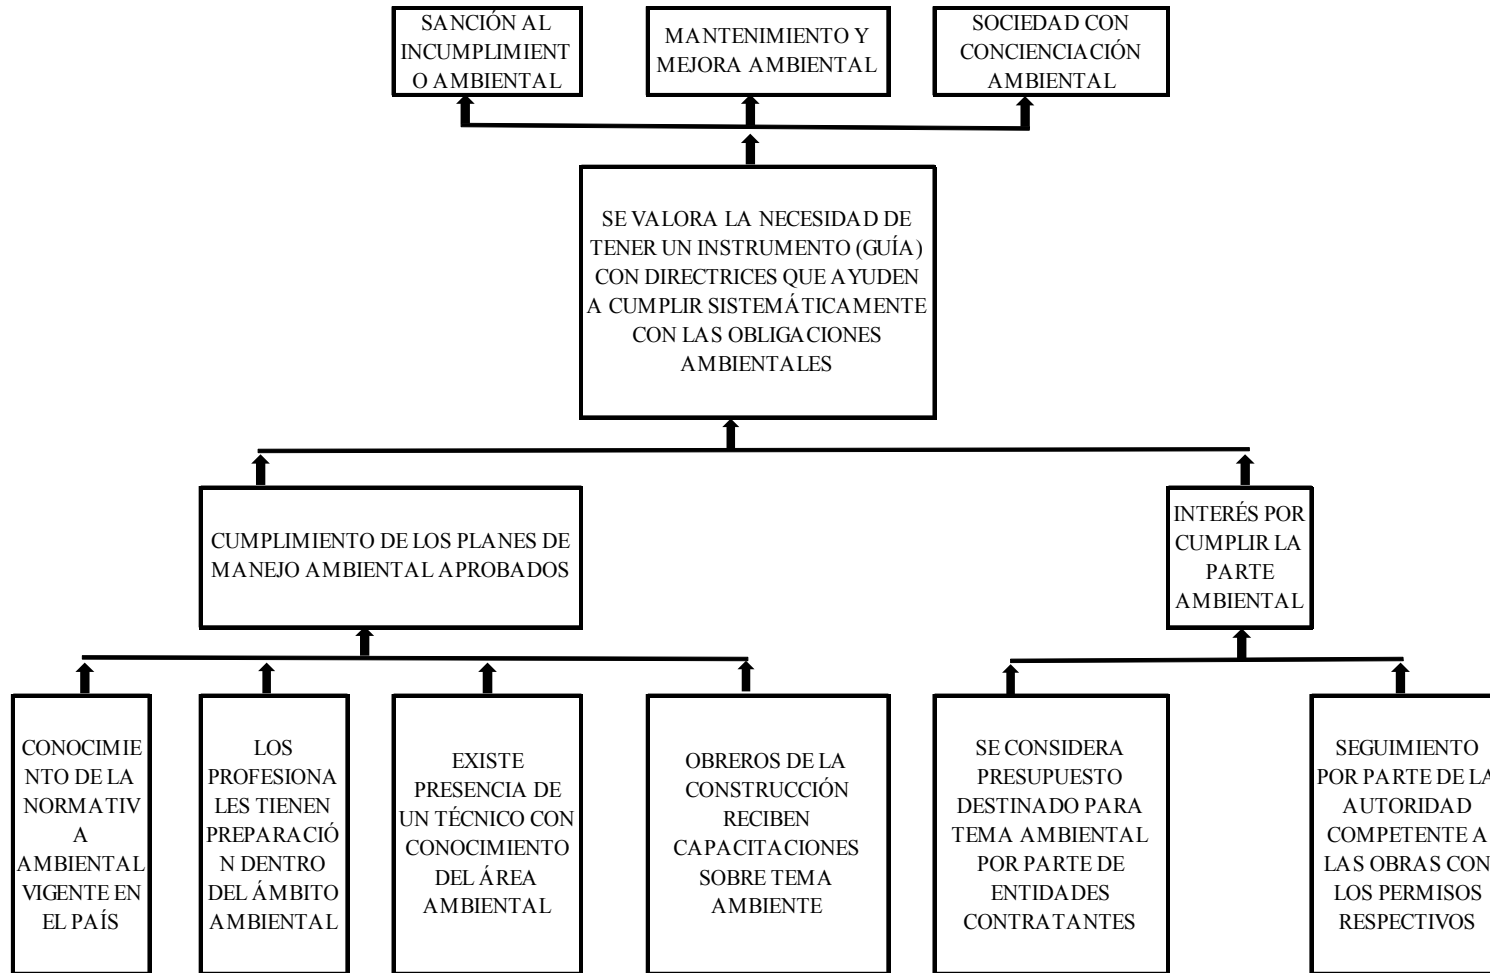 SANCIÓN AL
INCUMPLIMIENT
O AMBIENTAL
MANTENIMIENTO Y
MEJORA AMBIENTAL
SOCIEDAD CON
CONCIENCIACIÓN
AMBIENTAL
SE VALORA LA NECESIDAD DE
TENER UN INSTRUMENTO (GUÍA)
CON DIRECTRICES QUE AYUDEN
A CUMPLIR SISTEMÁTICAMENTE
CON LAS OBLIGACIONES
AMBIENTALES
CUMPLIMIENTO DE LOS PLANES DE
MANEJO AMBIENTAL APROBADOS
INTERÉS POR
CUMPLIR LA
PARTE
AMBIENTAL
CONOCIMIE
NTO DE LA
NORMATIV
A
AMBIENTAL
VIGENTE EN
EL PAÍS
LOS
PROFESIONA
LES TIENEN
PREPARACIÓ
N DENTRO
DEL ÁMBITO
AMBIENTAL
EXISTE
PRESENCIA DE
UN TÉCNICO CON
CONOCIMIENTO
DEL ÁREA
AMBIENTAL
OBREROS DE LA
CONSTRUCCIÓN
RECIBEN
CAPACITACIONES
SOBRE TEMA
AMBIENTE
SE CONSIDERA
PRESUPUESTO
DESTINADO PARA
TEMA AMBIENTAL
POR PARTE DE
ENTIDADES
CONTRATANTES
SEGUIMIENTO
POR PARTE DE LA
AUTORIDAD
COMPETENTE A
LAS OBRAS CON
LOS PERMISOS
RESPECTIVOS